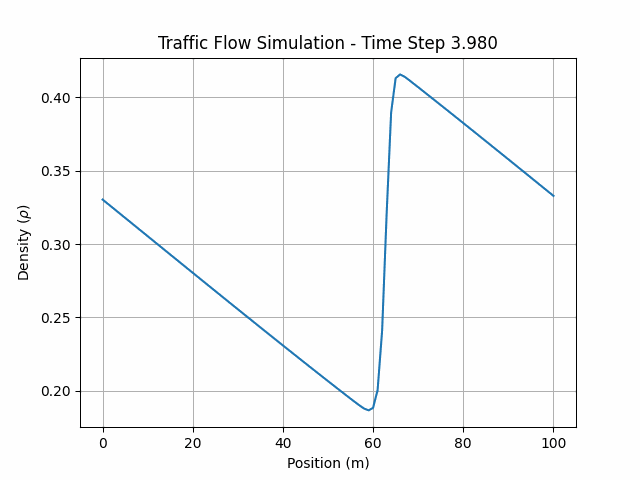 Traffic Flow Simulation - Time Step 3.980
0.40
0.35
0.30
0.25
0.20
Density (ρ)
0 20 40 60 80 100
Position (m)